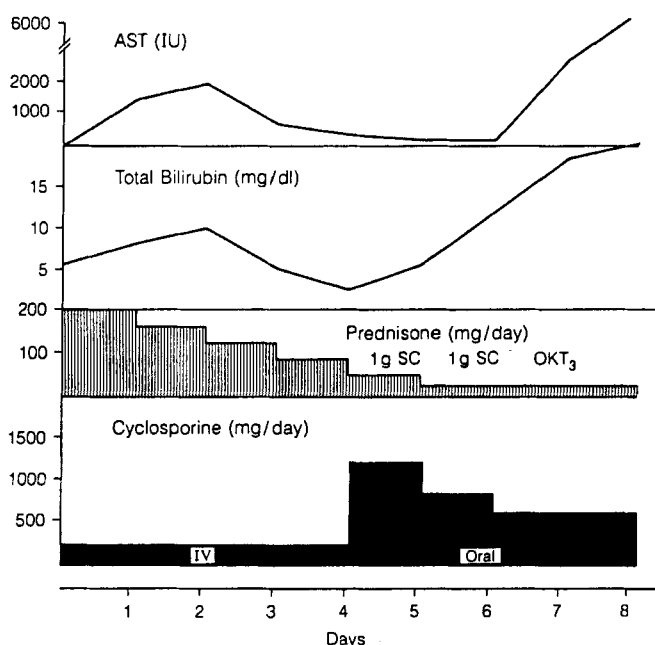 6000
AST (IU)
2000
1000
Total Bilirubin (mg/dl)
15
10
5
200
Prednisone (mg/day)
100
1g SC 1g SC OKT₃
Cyclosporine (mg/day)
1500
1000
500
IV Oral
1 2 3 4 5 6 7 8
Days